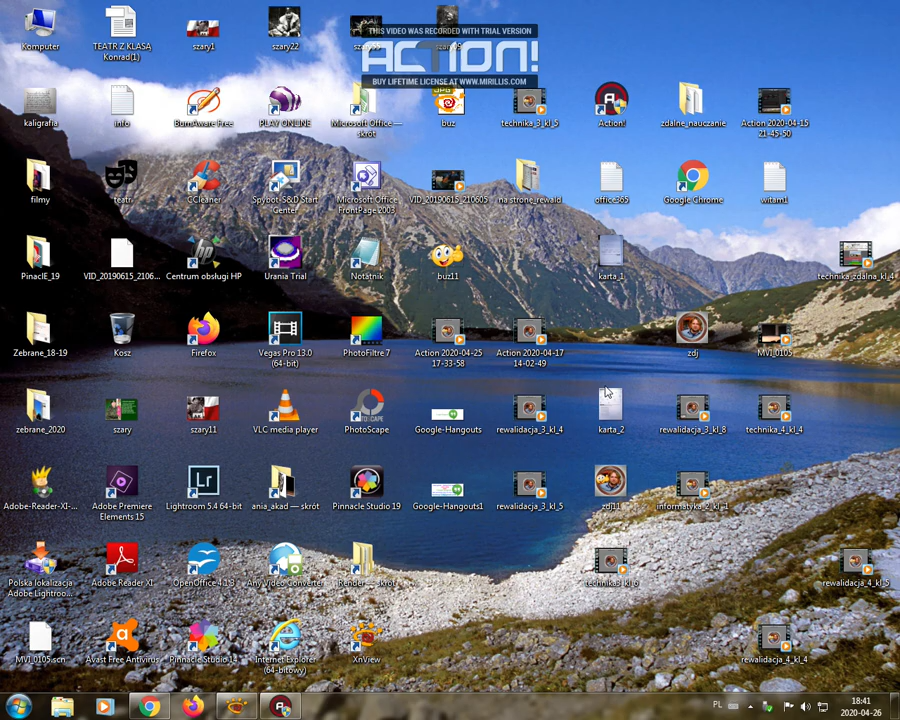 THIS VIDEO WAS RECORDED WITH TRIAL VERSION
ACTION!
BUY LIFETIME LICENSE AT WWW.MIRILLIS.COM
Komputer
TEATR Z KLASA
Konrad(1)
szary1
szary22
kaligrafia
info
BurnAware Free
PLAY ONLINE
Microsoft Office —
skrót
buz
technika_3_kl_5
Action!
zdalne_nauczanie
Action 2020-04-15
21-45-50
filmy
teatr
CCleaner
Spybot-S&D Start
Center
Microsoft Office
FrontPage 2003
VID_20190615_210605
na strone_rewald
office365
Google Chrome
witam1
PinaclE_19
VID_20190615_2106...
Centrum obsługi HP
Urania Trial
Notatnik
buz11
karta_1
technika-zdalna_kl_4
Zebrane_18-19
Kosz
Firefox
Vegas Pro 13.0
(64-bit)
PhotoFiltre 7
Action 2020-04-25
17-33-58
Action 2020-04-17
14-02-49
zdj
MVI_0105
zebrane_2020
szary
szary11
VLC media player
PhotoScape
Google-Hangouts
rewalidacja_3_kl_4
karta_2
rewalidacja_3_kl_8
technika_4_kl_4
Adobe-Reader-XI-...
Adobe Premiere
Elements 15
Lightroom 5.4 64-bit
ania_akad — skrót
Pinnacle Studio 19
Google-Hangouts1
rewalidacja_3_kl_5
zdj11
informatyka_2_kl_1
Polska lokalizacja
Adobe Lightroo...
Adobe Reader XI
OpenOffice 4.1.3
Any Video Converter
Render — skrót
technika3_kl_6
rewalidacja_4_kl_5
MVI_0105.scn
Avast Free Antivirus
Pinnacle Studio 14
Internet Explorer
(64-bitowy)
XnView
rewalidacja_4_kl_4
PL
18:41
2020-04-26